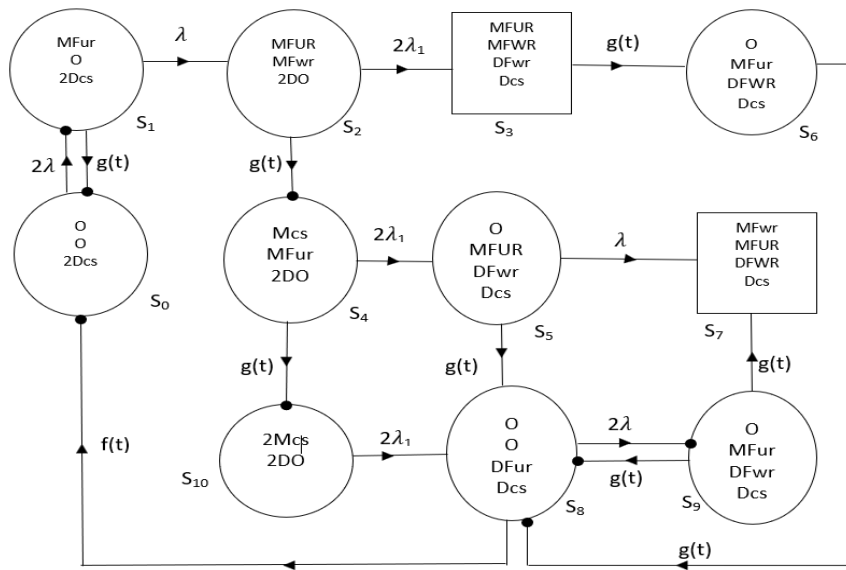 MFur
O
2Dcs
S1
λ
MFUR
MFwr
2DO
S2
2λ1
MFUR
MFWR
DFwr
Dcs
S3
g(t)
O
MFur
DFWR
Dcs
S6
2λ
g(t)
g(t)
O
O
2Dcs
S0
Mcs
MFur
2DO
S4
2λ1
O
MFUR
DFwr
Dcs
S5
λ
MFwr
MFUR
DFWR
Dcs
S7
g(t)
g(t)
g(t)
f(t)
2Mcs
2DO
S10
2λ1
O
O
DFur
Dcs
S8
2λ
g(t)
O
MFur
DFwr
Dcs
S9
g(t)